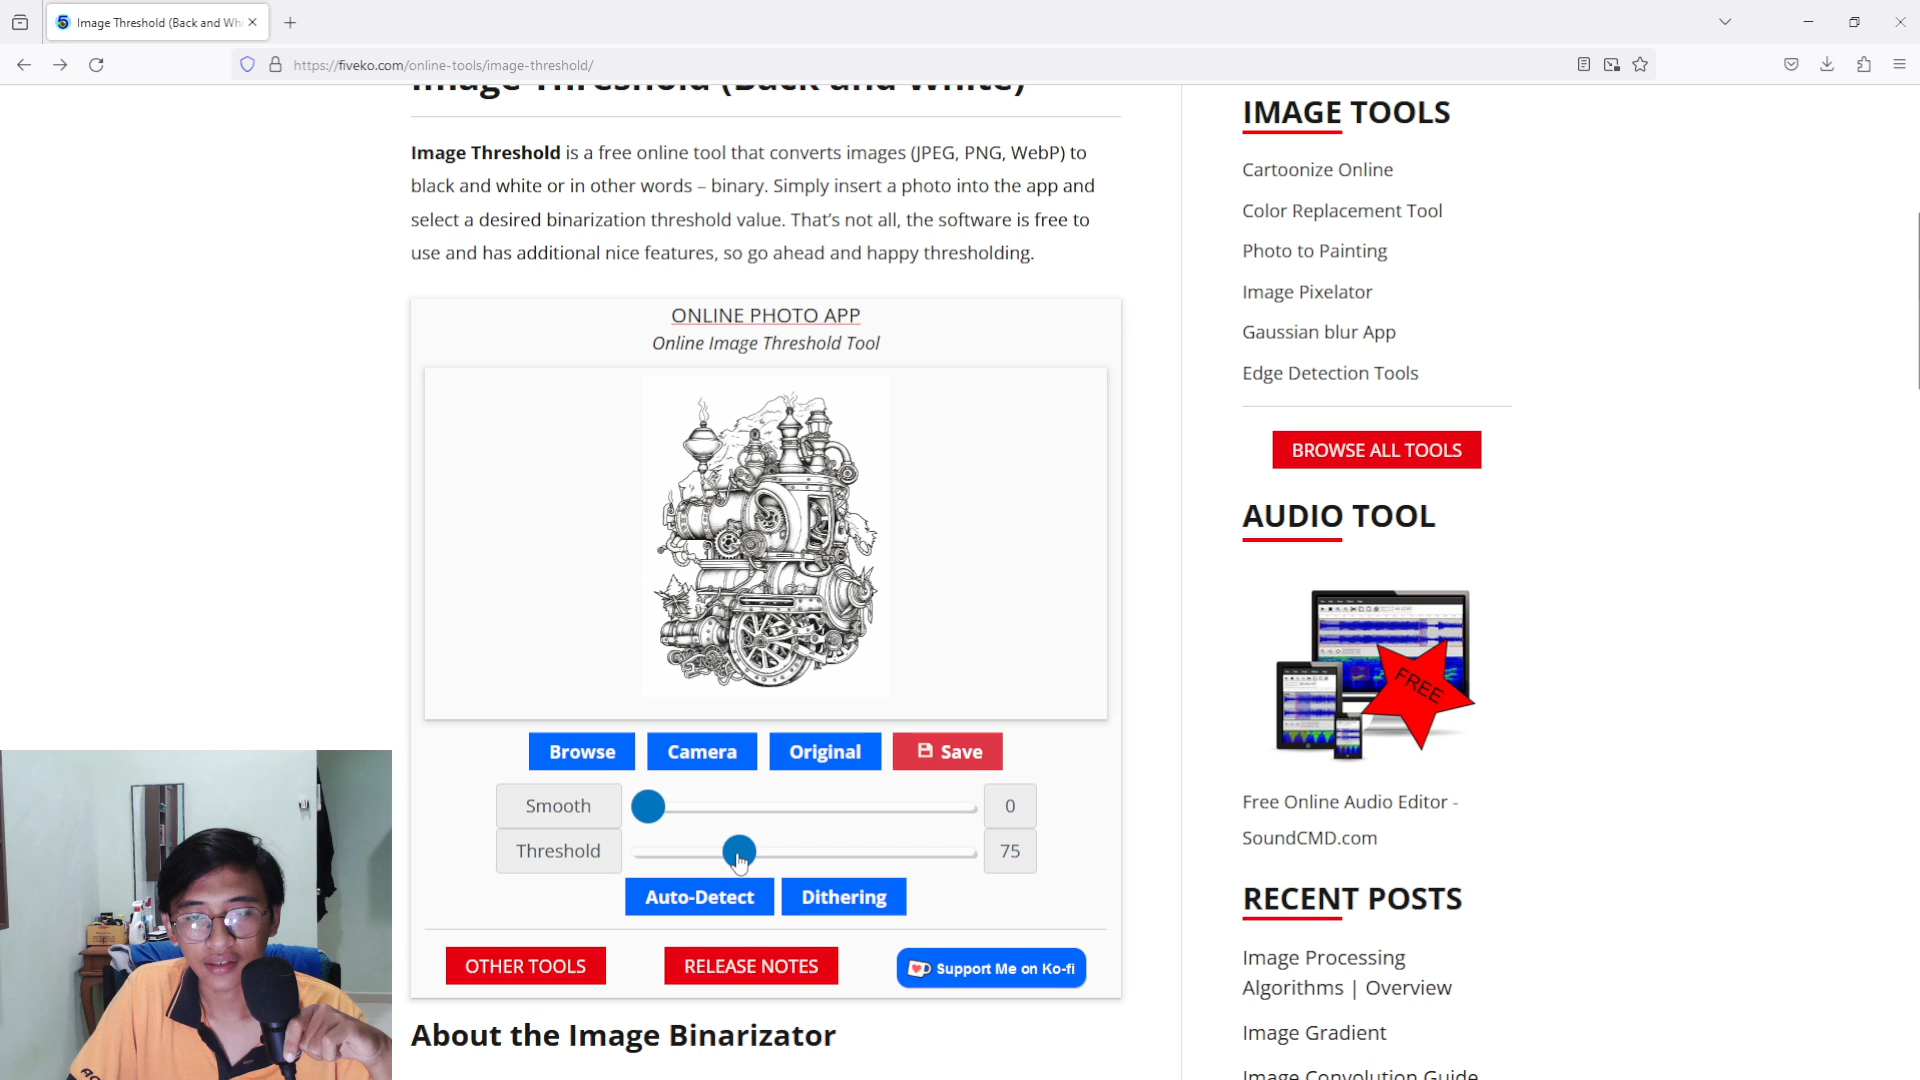 Image Threshold (Back and Whi
https://fiveko.com/online-tools/image-threshold/
Image Threshold (Back and White)
Image Threshold is a free online tool that converts images (JPEG, PNG, WebP) to
black and white or in other words – binary. Simply insert a photo into the app and
select a desired binarization threshold value. That's not all, the software is free to
use and has additional nice features, so go ahead and happy thresholding.
ONLINE PHOTO APP
Online Image Threshold Tool
Browse
Camera
Original
Save
Smooth
0
Threshold
75
Auto-Detect
Dithering
OTHER TOOLS
RELEASE NOTES
Support Me on Ko-fi
About the Image Binarizator
IMAGE TOOLS
Cartoonize Online
Color Replacement Tool
Photo to Painting
Image Pixelator
Gaussian blur App
Edge Detection Tools
BROWSE ALL TOOLS
AUDIO TOOL
FREE
Free Online Audio Editor -
SoundCMD.com
RECENT POSTS
Image Processing
Algorithms | Overview
Image Gradient
Image Convolution Guide